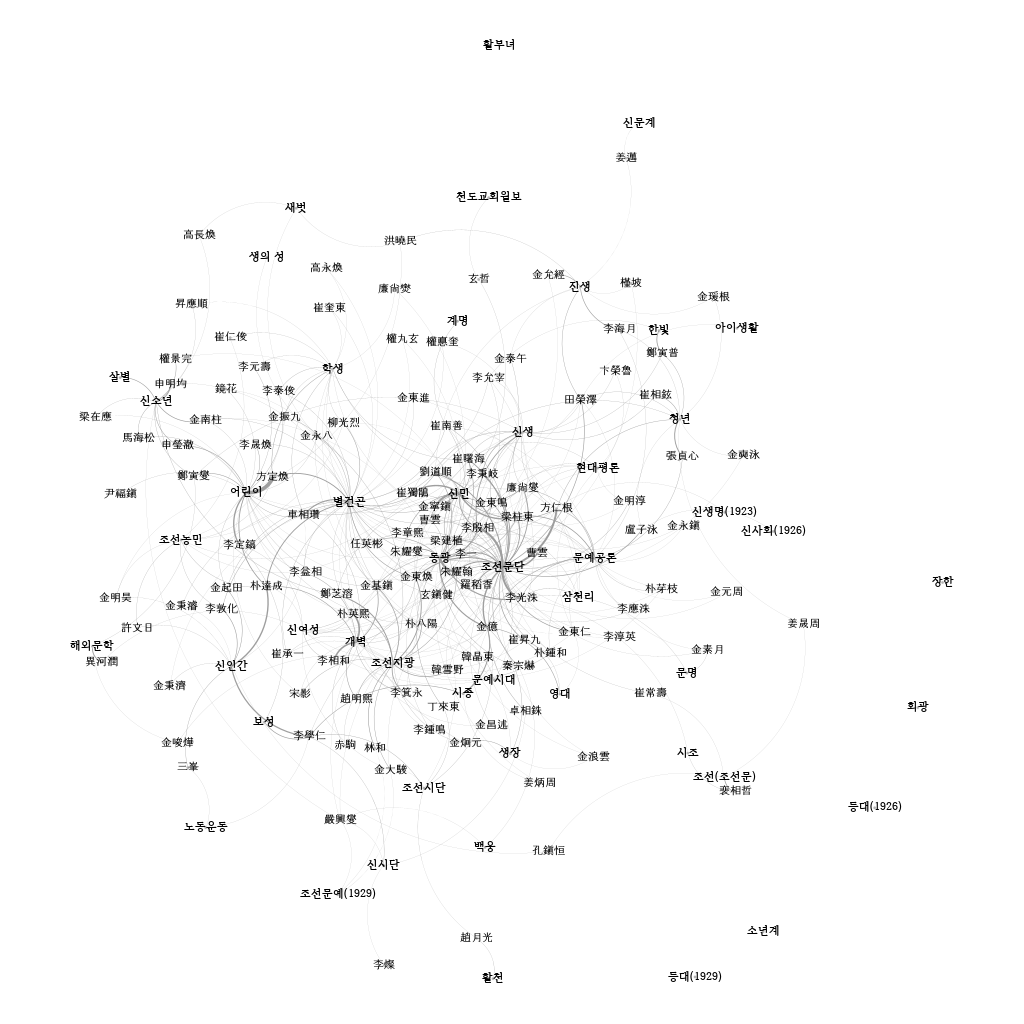 활부녀
신문계
姜邁
천도교회월보
새벗
高長煥
洪曉民
생의 성
高永煥
玄哲
金允經
진생
槿坡
廉尙燮
金瑗根
昇應順
崔奎東
계명
李海月
한빛
아이생활
崔仁俊
權九玄
權悳奎
鄭寅普
權景完
李元壽
학생
金泰午
卞榮魯
살별
申明均
鏡花
李奉俊
李允宰
신소년
金東進
田榮澤
崔相鉉
梁在應
金南柱
金振九
柳光烈
崔南善
청년
馬海松
申瑩澈
李晟煥
金永八
신생
崔曙海
張貞心
金奭泳
鄭寅燮
方定煥
劉道順
李秉岐
현대평론
尹福鎭
어린이
별건곤
崔獨鵑
신민
廉尙燮
金明淳
車相瓚
金寧鎭
金東鳴
方仁根
신생명(1923)
曹雲
梁柱東
金永鎭
조선농민
李定鎬
李章熙
李殷相
盧子泳
신사회(1926)
任英彬
梁建植
朱耀燮
동광
李一
曹雲
문예공론
李益相
金東煥
朱耀翰
조선문단
장한
金起田
朴達成
金基鎭
羅稻香
朴芽枝
金元周
金明昊
鄭芝溶
玄鎭健
李光洙
삼천리
金秉濬
李敦化
朴英熙
李應洙
許文日
신여성
朴八陽
金億
金東仁
姜晟周
개벽
崔昇九
李淳英
해외문학
崔承一
李相和
조선지광
韓晶東
朴鍾和
金素月
異河潤
신인간
韓雪野
秦宗爀
문예시대
문명
金秉濟
宋影
李箕永
시종
영대
崔常壽
趙明熙
丁來東
卓相銖
회광
보성
李學仁
李鍾鳴
金昌述
金唆燁
赤駒
林和
金炯元
생장
金浪雲
시조
三峯
金大駿
姜炳周
조선(조선문)
조선시단
裵相哲
등대(1926)
노동운동
嚴興燮
백웅
孔鎭恒
신시단
조선문예(1929)
소년계
趙月光
李燦
활천
등대(1929)